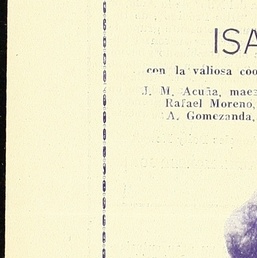 ISA
con la valiosa coo
J. M. Acuña, maes
Rafael Moreno,
A. Gomezanda,